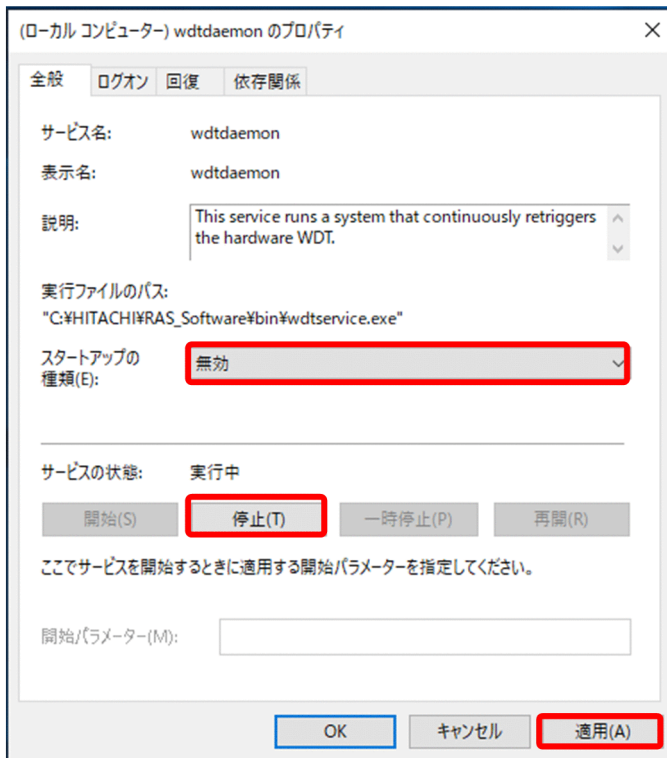 (ローカル コンピューター) wdtdaemon のプロパティ
全般 ログオン 回復 依存関係
サービス名: wdtdaemon
表示名: wdtdaemon
説明: This service runs a system that continuously retriggers
the hardware WDT.
実行ファイルのパス:
"C:¥HITACHI¥RAS_Software¥bin¥wdtservice.exe"
スタートアップの
種類(E): 無効
サービスの状態: 実行中
開始(S) 停止(T) 一時停止(P) 再開(R)
ここでサービスを開始するときに適用する開始パラメーターを指定してください。
開始パラメーター(M):
OK キャンセル 適用(A)